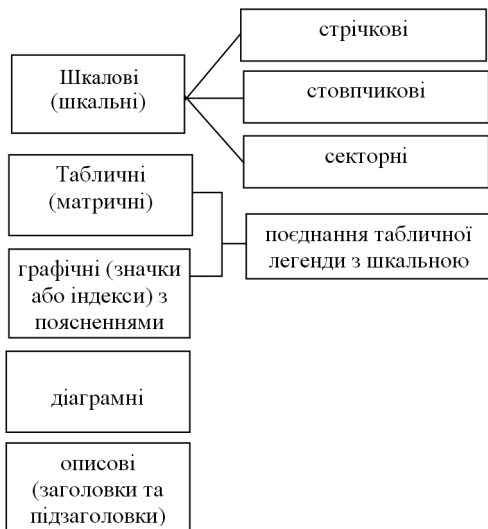 стрічкові
Шкалові
(шкальні)
стовпчикові
секторні
Табличні
(матричні)
поєднання табличної
легенди з шкальною
графічні (значки
або індекси) з
поясненнями
діаграмні
описові
(заголовки та
підзаголовки)